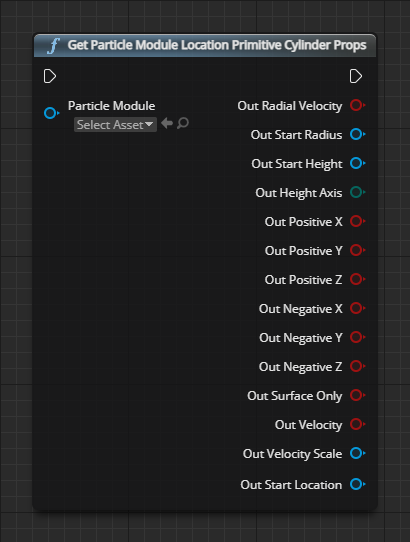 f Get Particle Module Location Primitive Cylinder Props
Particle Module
Select Asset
Out Radial Velocity
Out Start Radius
Out Start Height
Out Height Axis
Out Positive X
Out Positive Y
Out Positive Z
Out Negative X
Out Negative Y
Out Negative Z
Out Surface Only
Out Velocity
Out Velocity Scale
Out Start Location